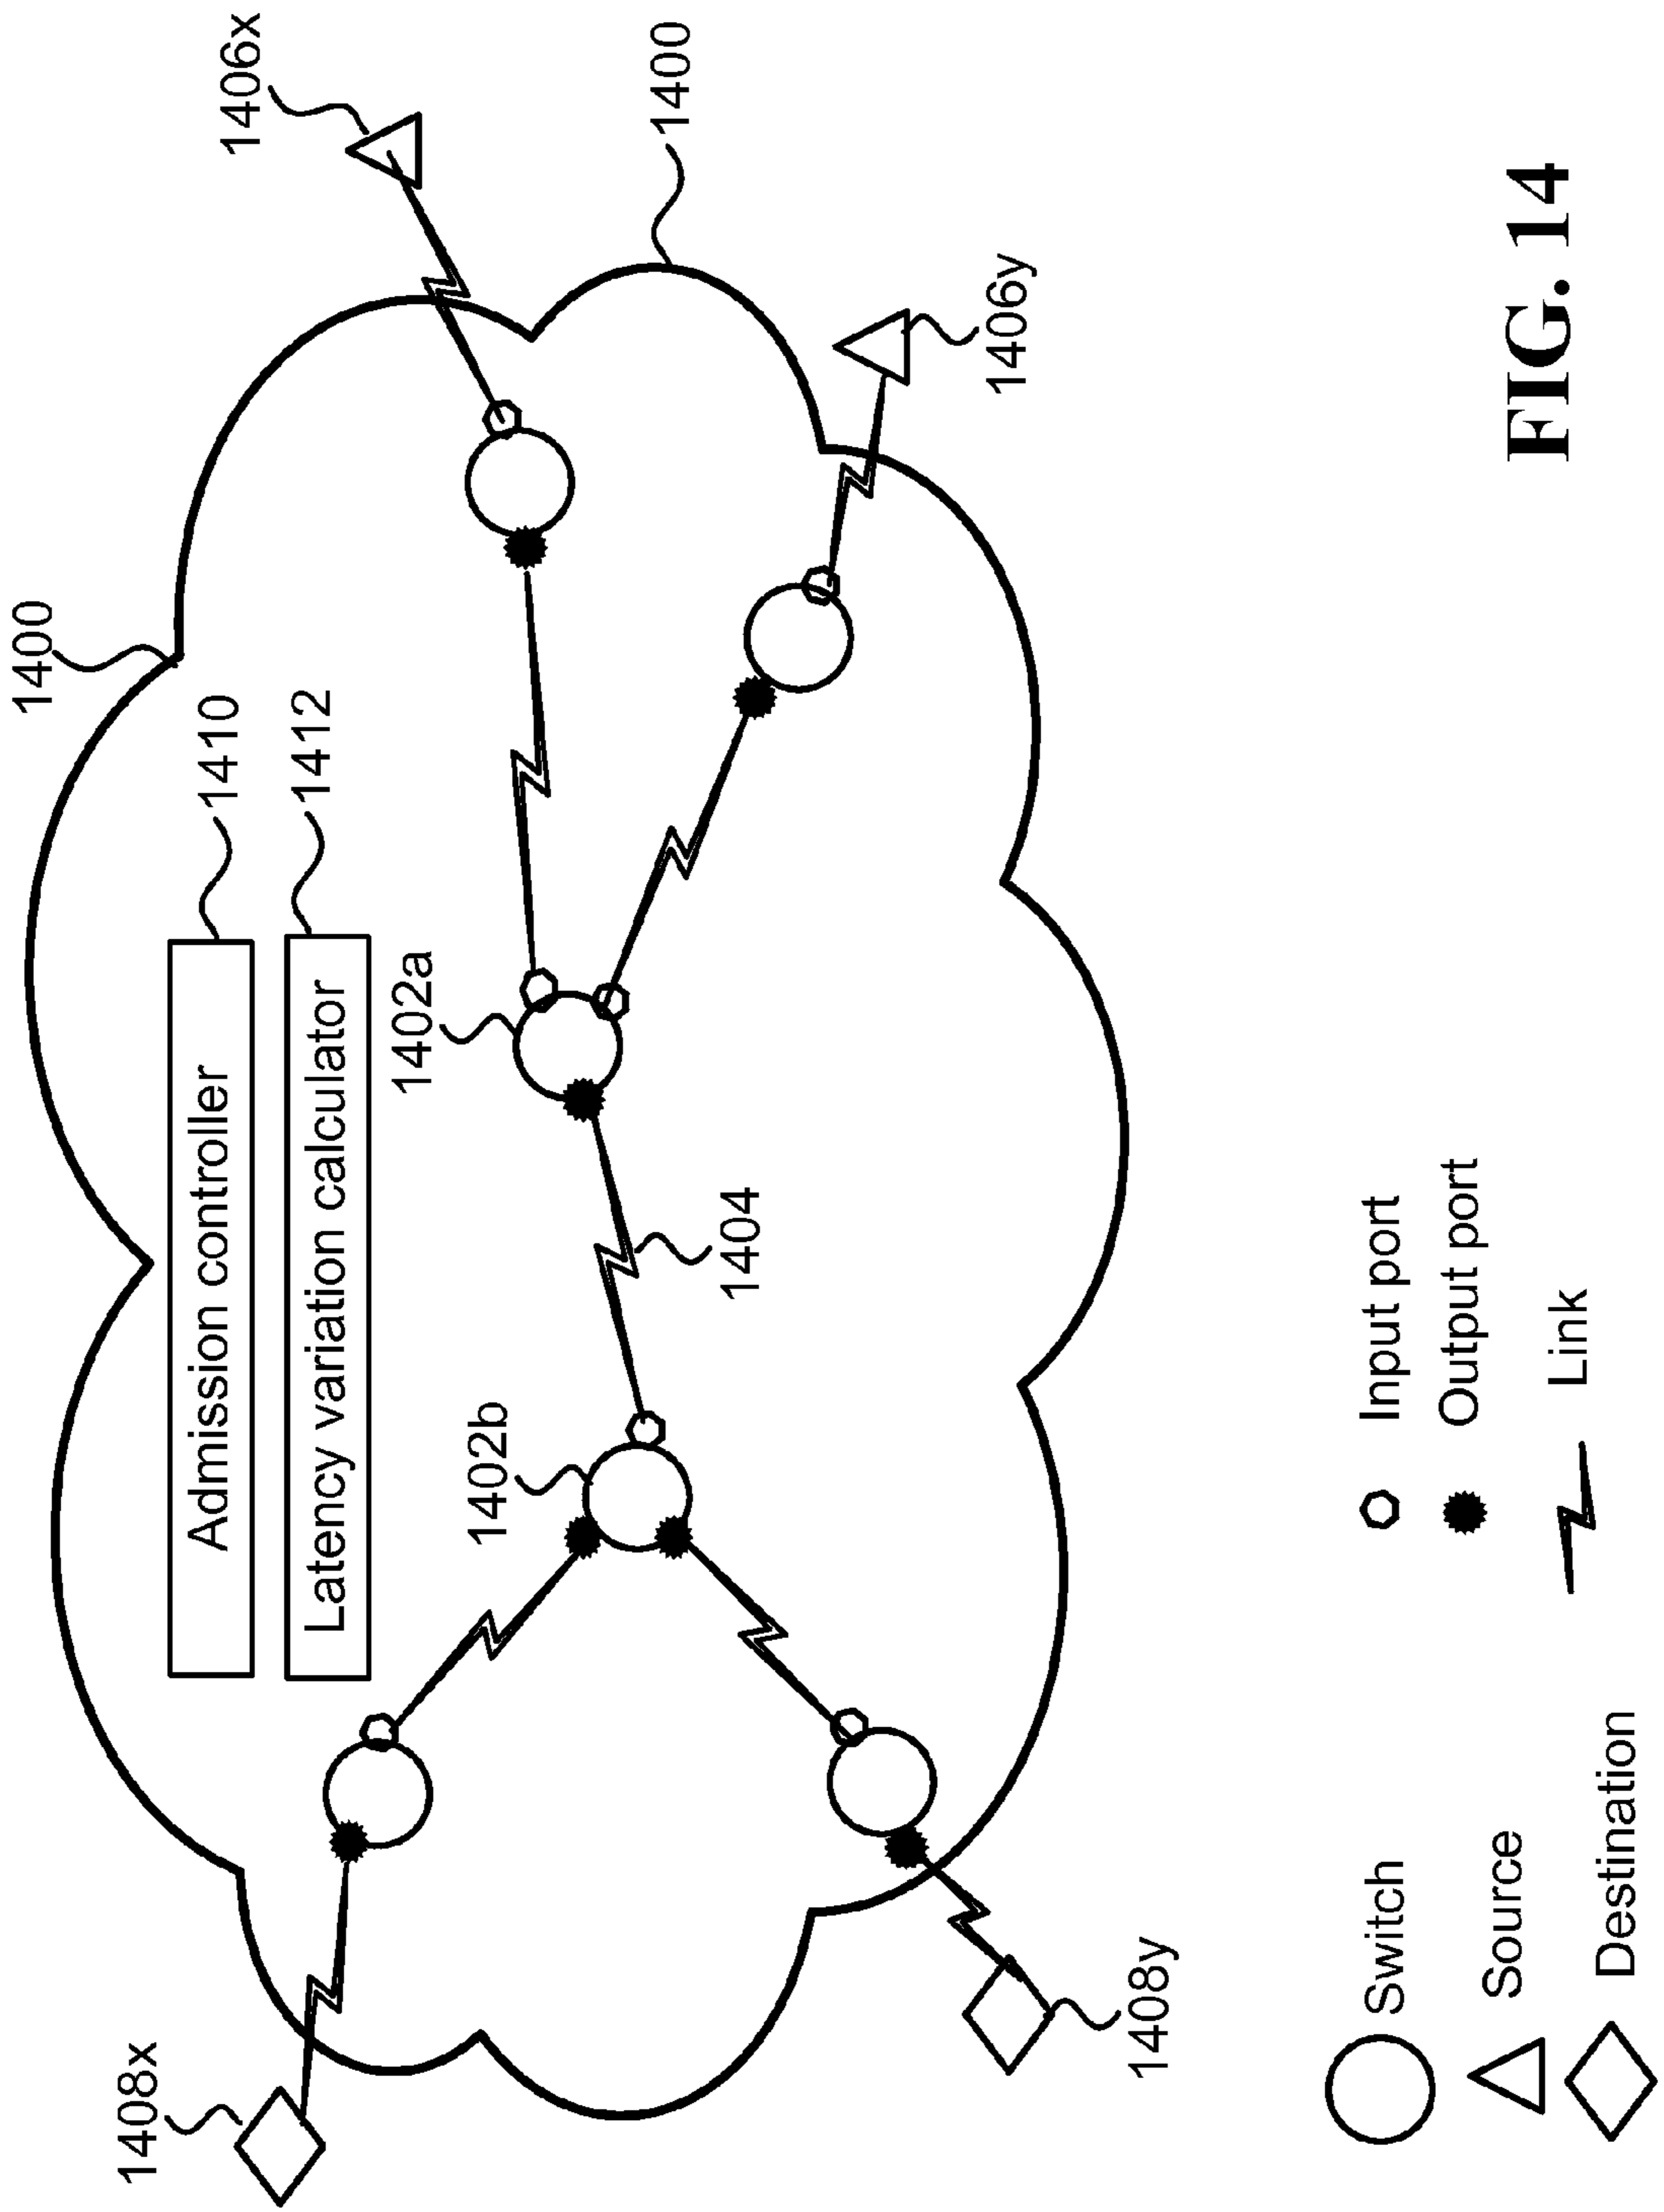 1400
Admission controller
1410
Latency variation calculator
1412
1408x
1406x
1402a
1402b
1400
1404
1406y
1408y
Switch
Input port
Source
Output port
Destination
Link
FIG. 14